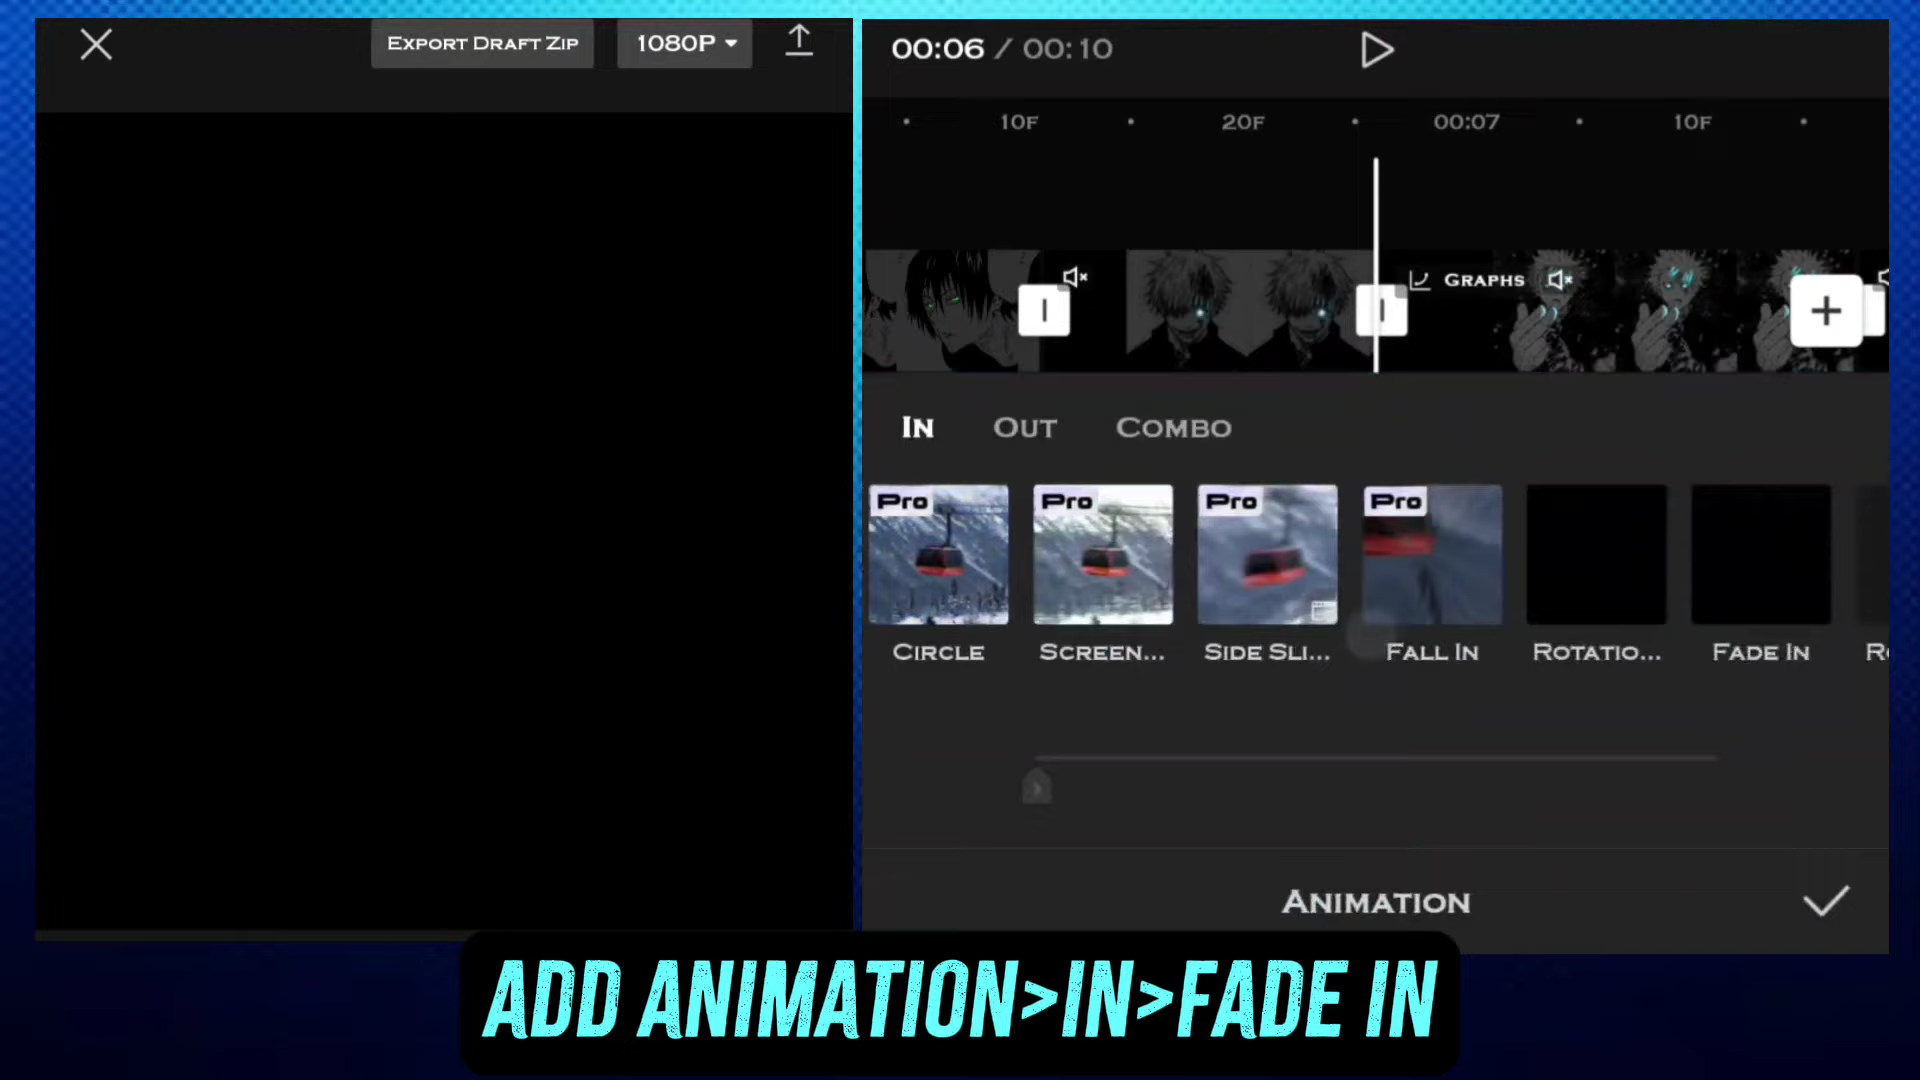 Export Draft Zip
1080P
00:06 / 00:10
10F
20F
00:07
10F
Graphs
In
Out
Combo
Pro
Pro
Pro
Pro
Circle
Screen...
Side Sli...
Fall In
Rotatio...
Fade In
Animation
ADD ANIMATION>IN>FADE IN